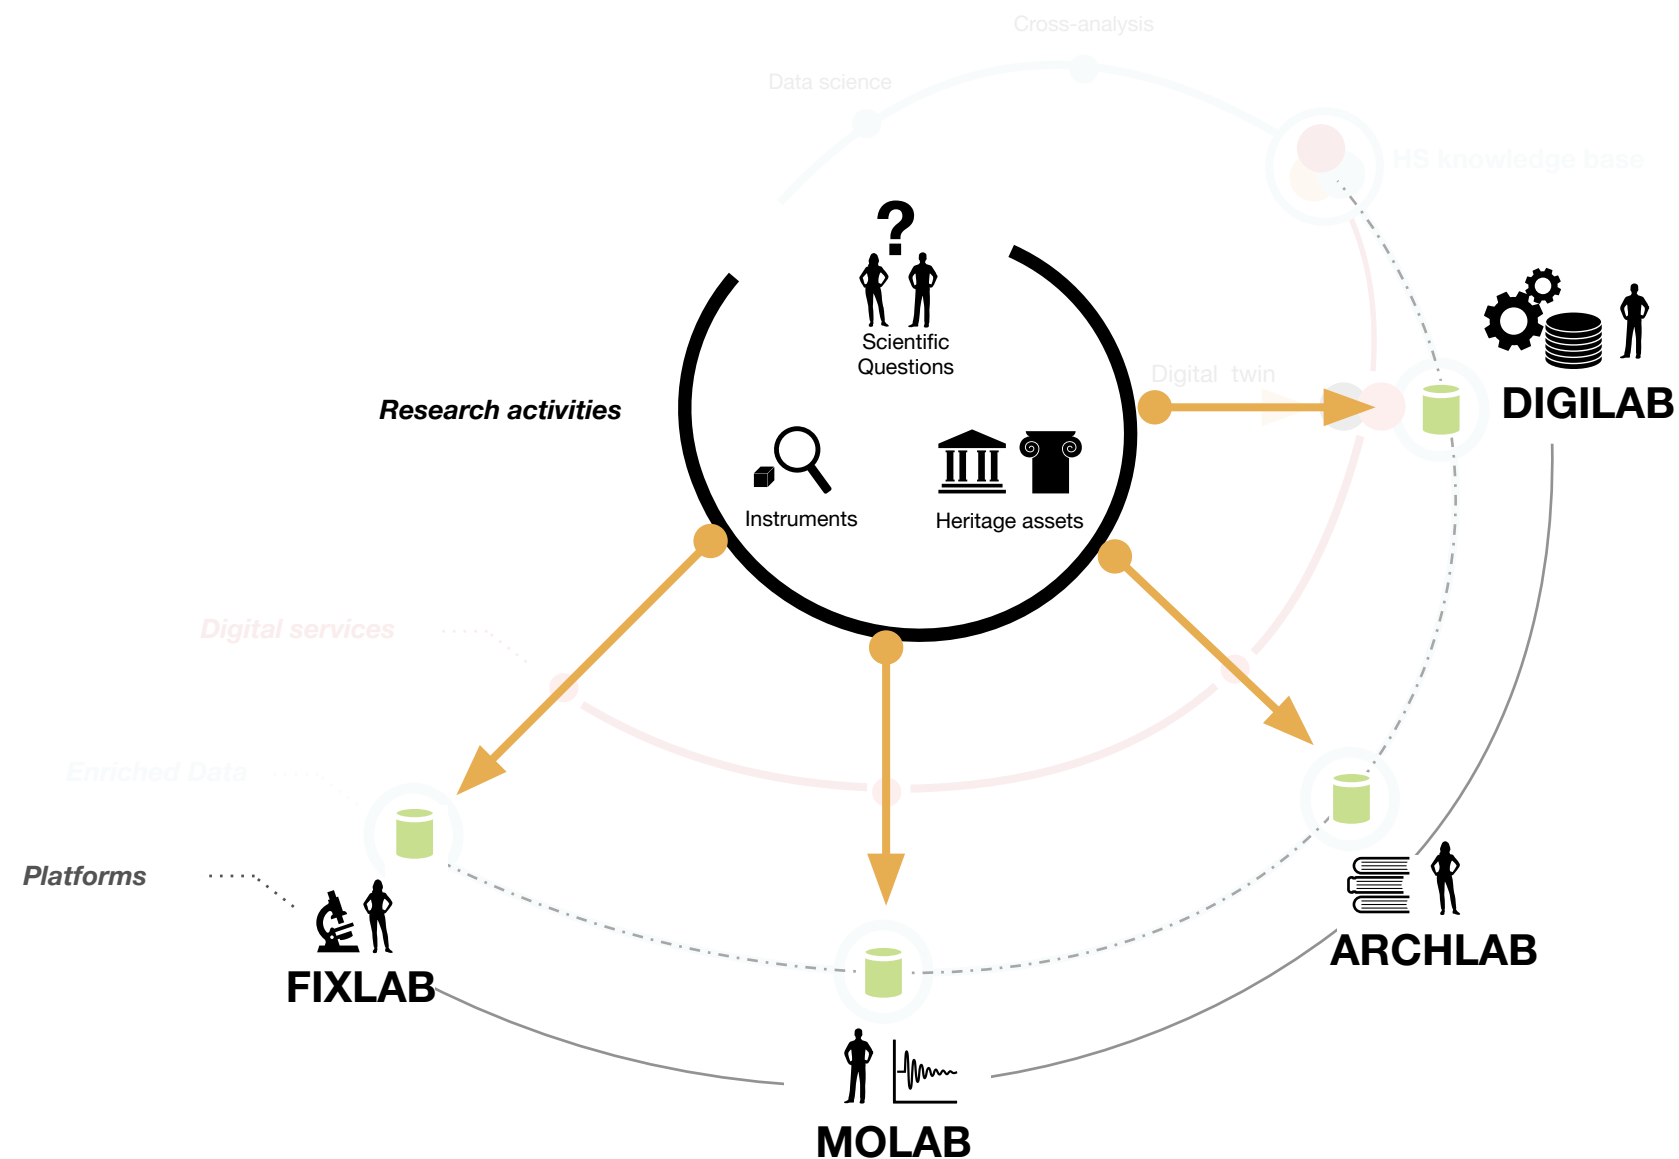 Cross-analysis
Data science
HS knowledge base
?
Scientific
Questions
Digital twin
DIGILAB
Research activities
Instruments
Heritage assets
Digital services
Enriched Data
Platforms
ARCHLAB
FIXLAB
MOLAB